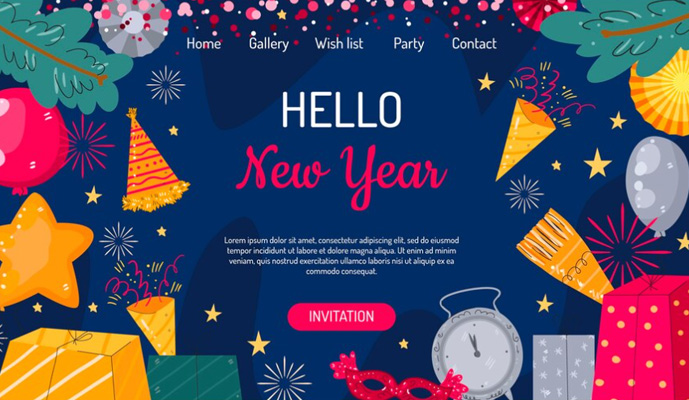 Home Gallery Wish list Party Contact
HELLO
New Year
Lorem ipsum dolor sit amet, consectetur adipiscing elit, sed do eiusmod
tempor incididunt ut labore et dolore magna aliqua. Ut enim ad minim
veniam, quis nostrud exercitation ullamco laboris nisi ut aliquip ex ea
commodo consequat.
INVITATION